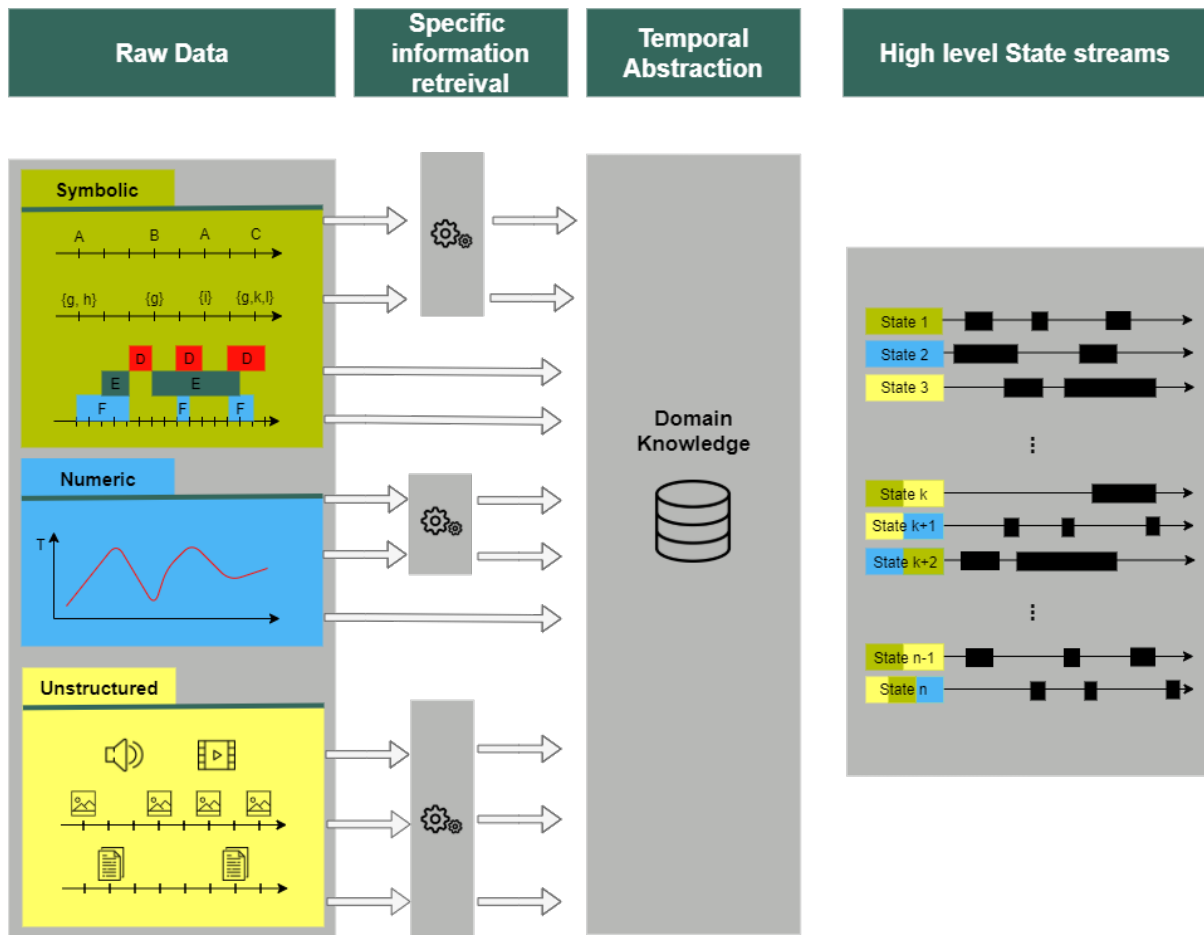 Raw Data
Specific
information
retreival
Temporal
Abstraction
High level State streams
Symbolic
A B A C
{g, h} {g} {i} {g,k,l}
D D D
E E
F F F
Numeric
T
Unstructured
Domain
Knowledge
State 1
State 2
State 3
⋮
State k
State k+1
State k+2
⋮
State n-1
State n